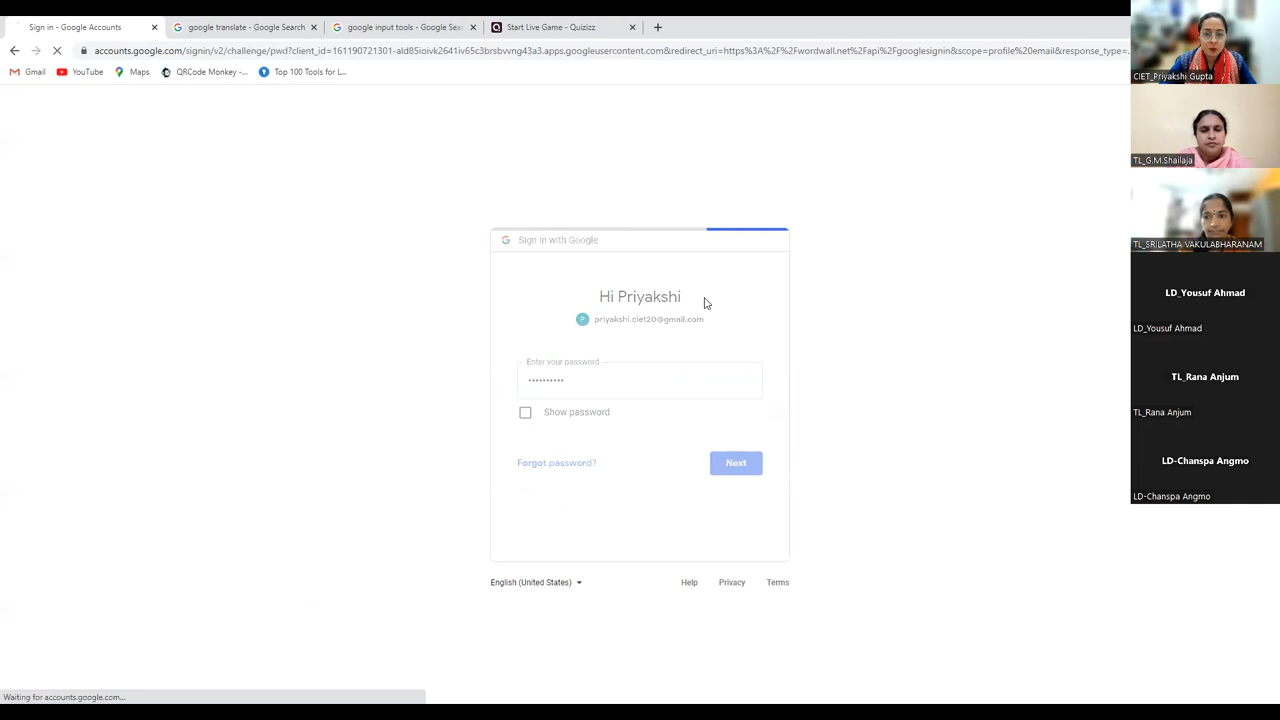 Sign in - Google Accounts
google translate - Google Search
google input tools - Google Sea
Start Live Game - Quizizz
accounts.google.com/signin/v2/challenge/pwd?client_id=161190721301-ald85ioivk2641iv65c3brsbvvng43a3.apps.googleusercontent.com&redirect_uri=https%3A%2F%2Fwordwall.net%2Fapi%2Fgooglesignin&scope=profile%20email&response_type=...
Gmail
YouTube
Maps
QRCode Monkey -...
Top 100 Tools for L...
Sign in with Google
Hi Priyakshi
P
priyakshi.ciet20@gmail.com
Enter your password
Show password
Forgot password?
Next
English (United States)
Help
Privacy
Terms
Waiting for accounts.google.com...
CIET_Priyakshi Gupta
TL_G.M.Shailaja
TL_SRILATHA VAKULABHARANAM
LD_Yousuf Ahmad
LD_Yousuf Ahmad
TL_Rana Anjum
TL_Rana Anjum
LD-Chanspa Angmo
LD-Chanspa Angmo